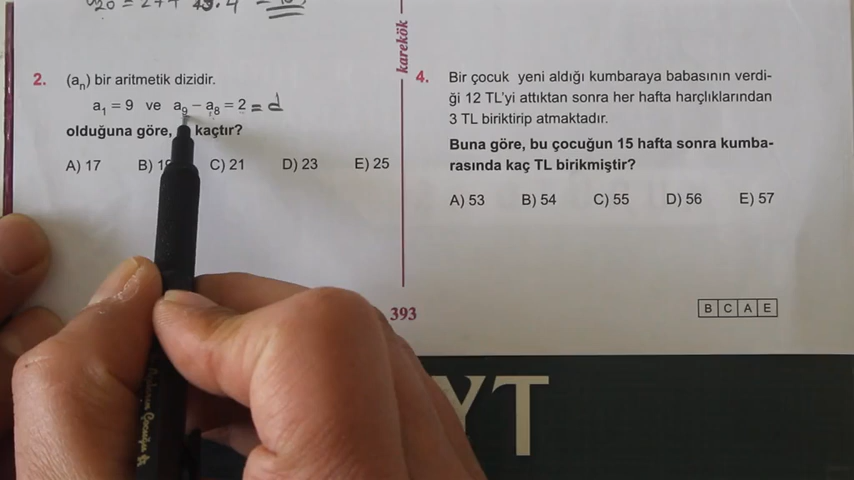 2. (aₙ) bir aritmetik dizidir.
a₁ = 9 ve a₉ – a₈ = 2 = d
olduğuna göre, kaçtır?
A) 17 C) 21 D) 23 E) 25
karekök
4. Bir çocuk yeni aldığı kumbaraya babasının verdi-
ği 12 TL'yi attıktan sonra her hafta harçlıklarından
3 TL biriktirip atmaktadır.
Buna göre, bu çocuğun 15 hafta sonra kumba-
rasında kaç TL birikmiştir?
A) 53 B) 54 C) 55 D) 56 E) 57
393
B C A E
YT